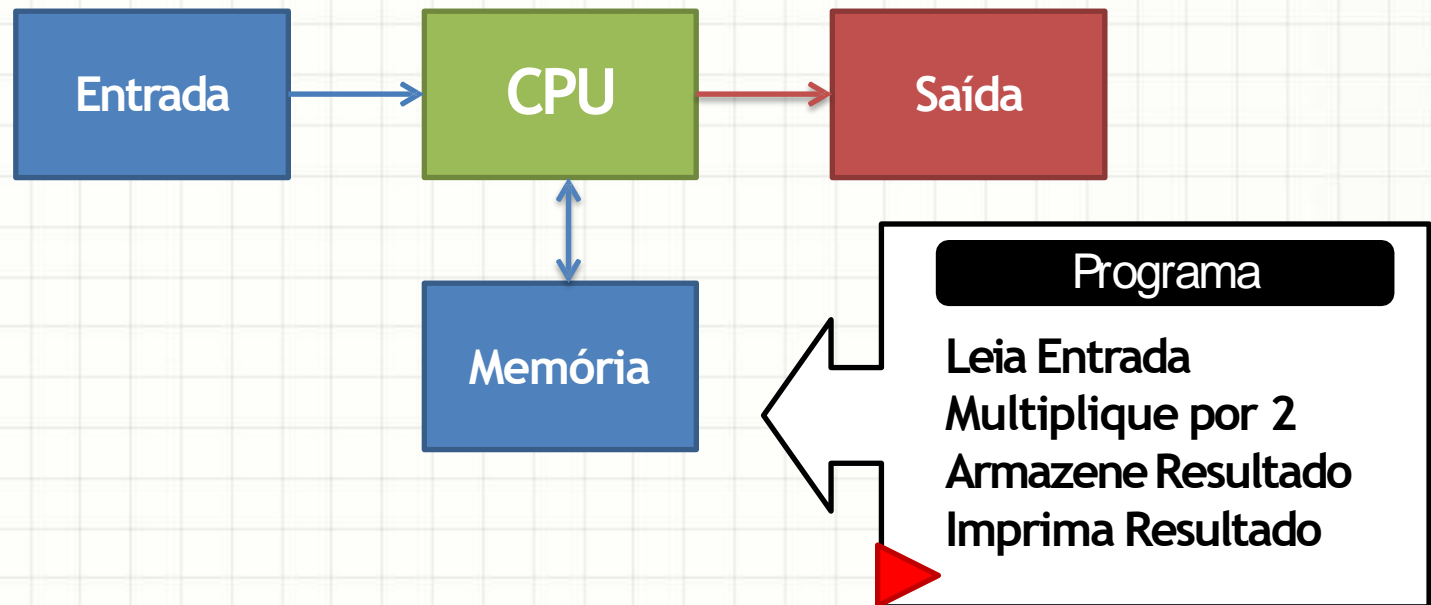 Entrada
CPU
Saída
Memória
Programa
Leia Entrada
Multiplique por 2
Armazene Resultado
Imprima Resultado